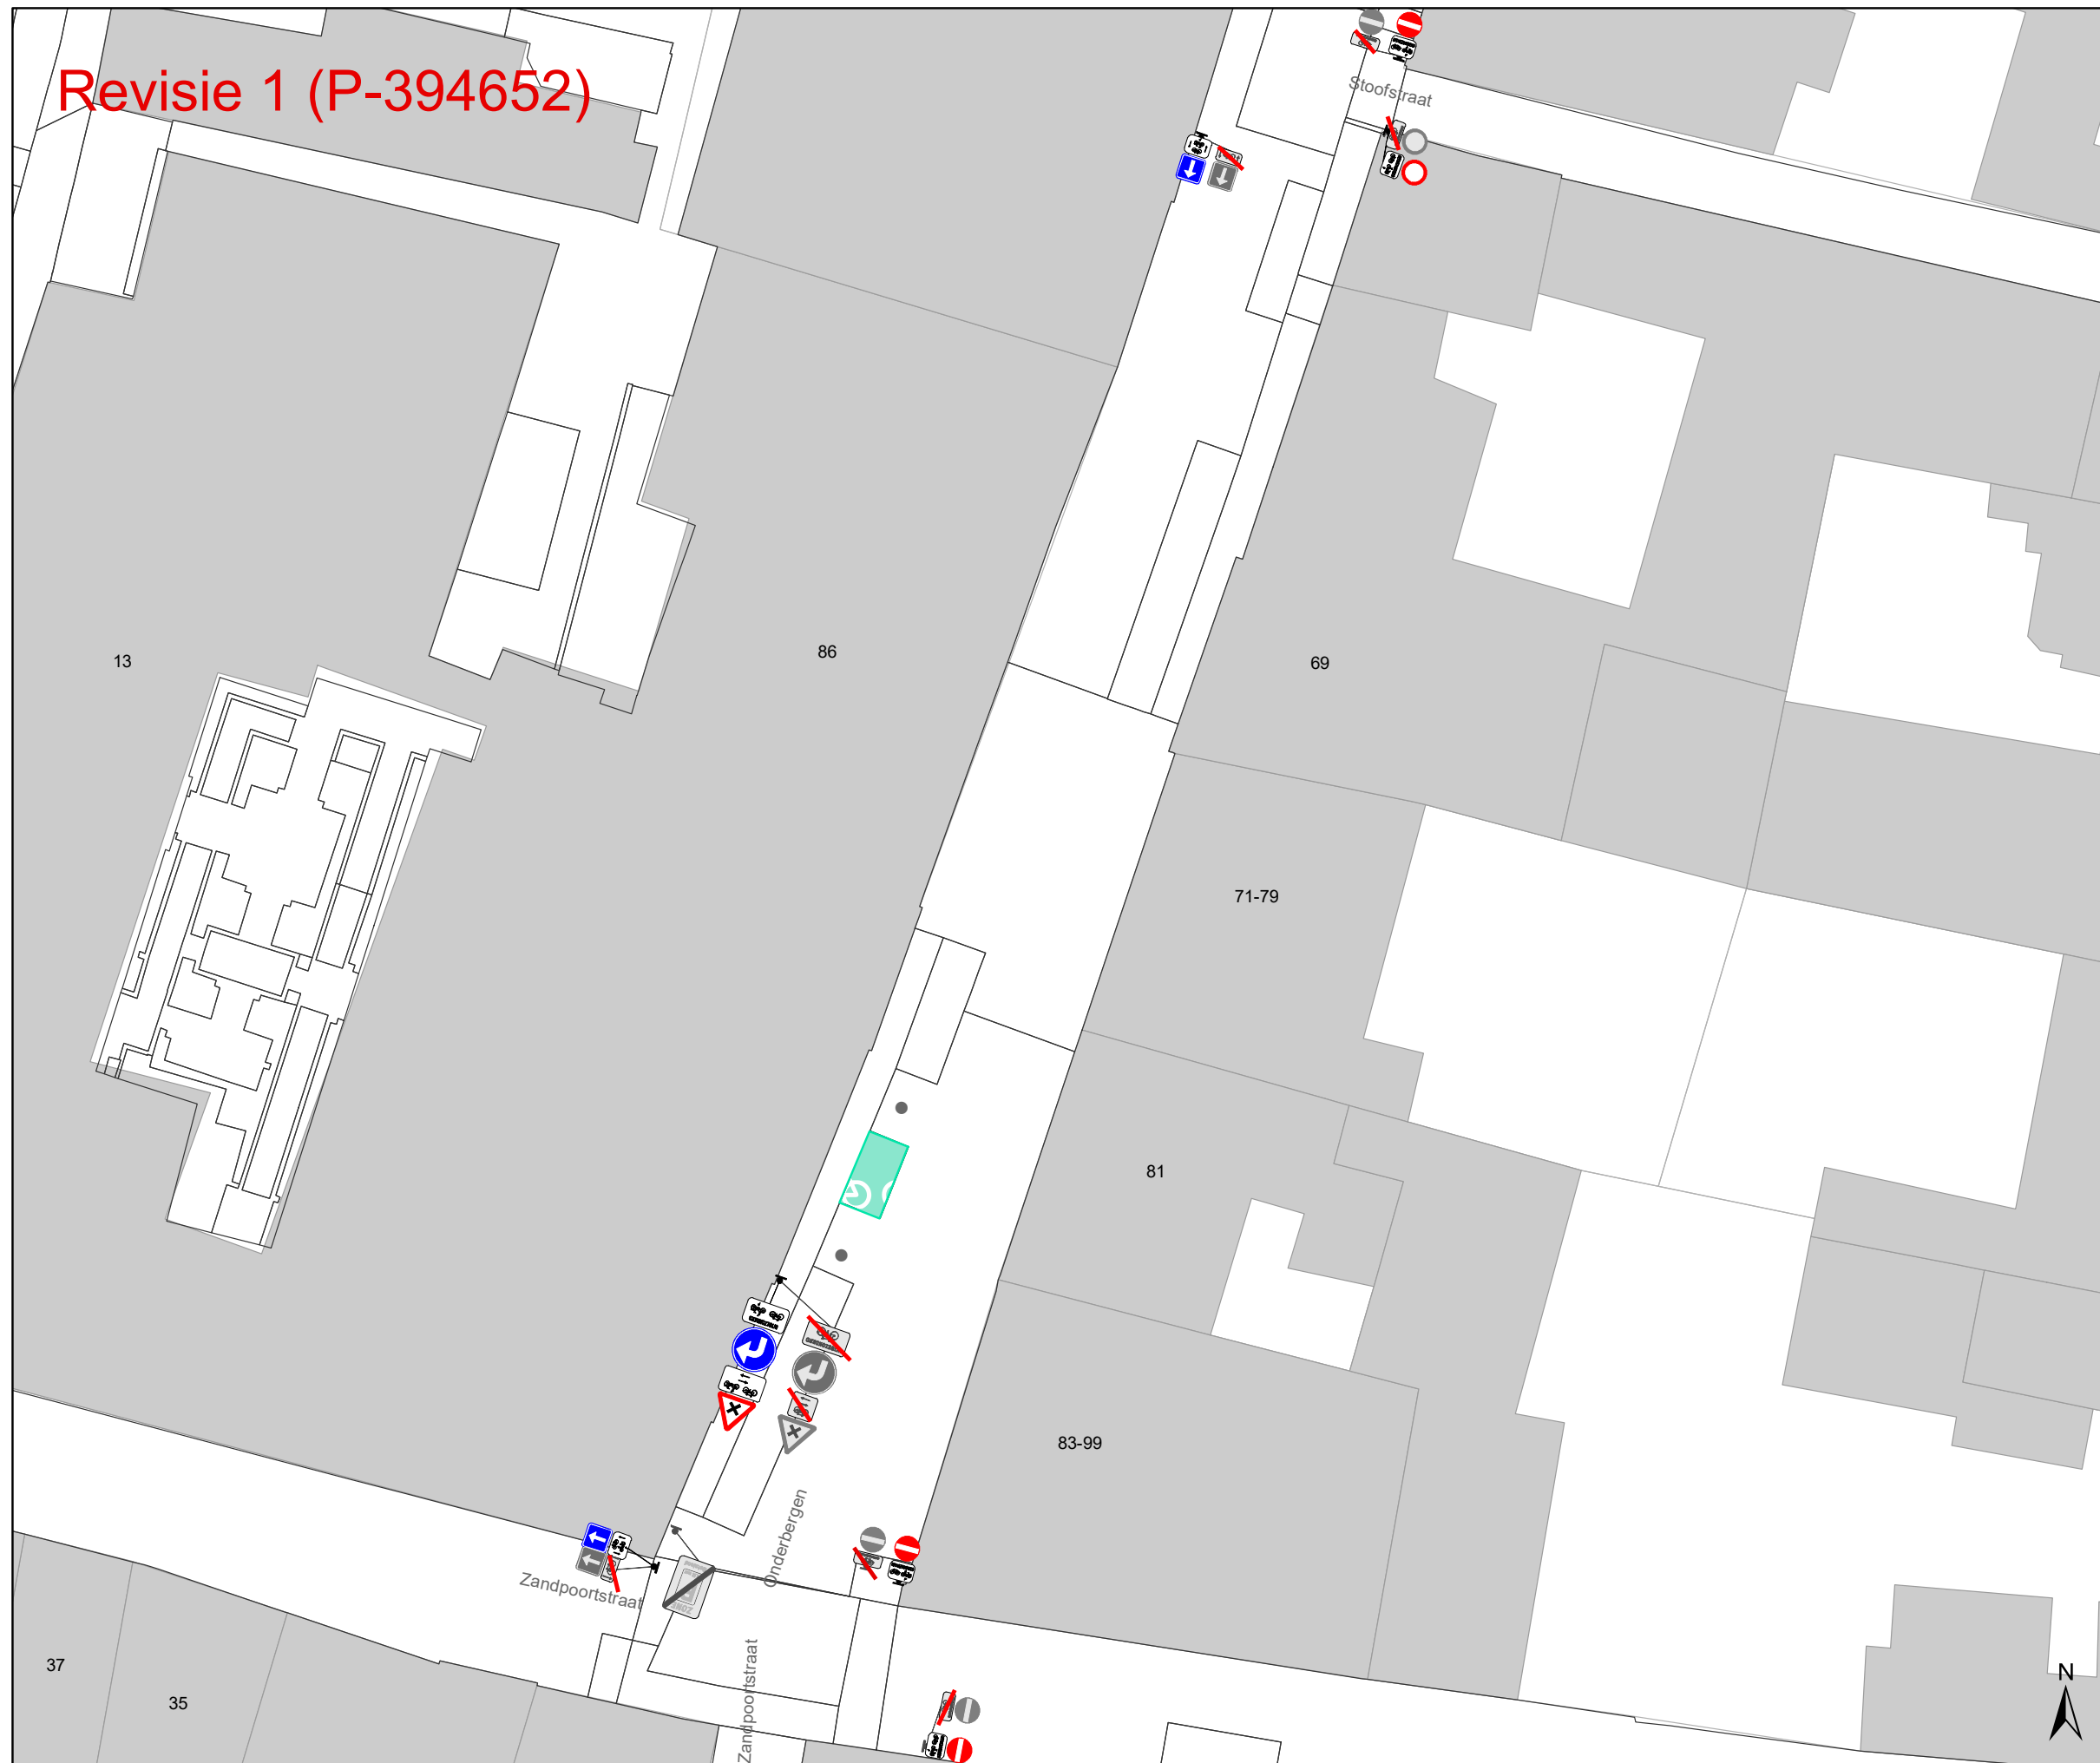 Revisie 1 (P-394652)
Stoofstraat
13
86
69
71-79
81
83-99
Onderbergen
Zandpoortstraat
Zandpoortstraat
37
35
N